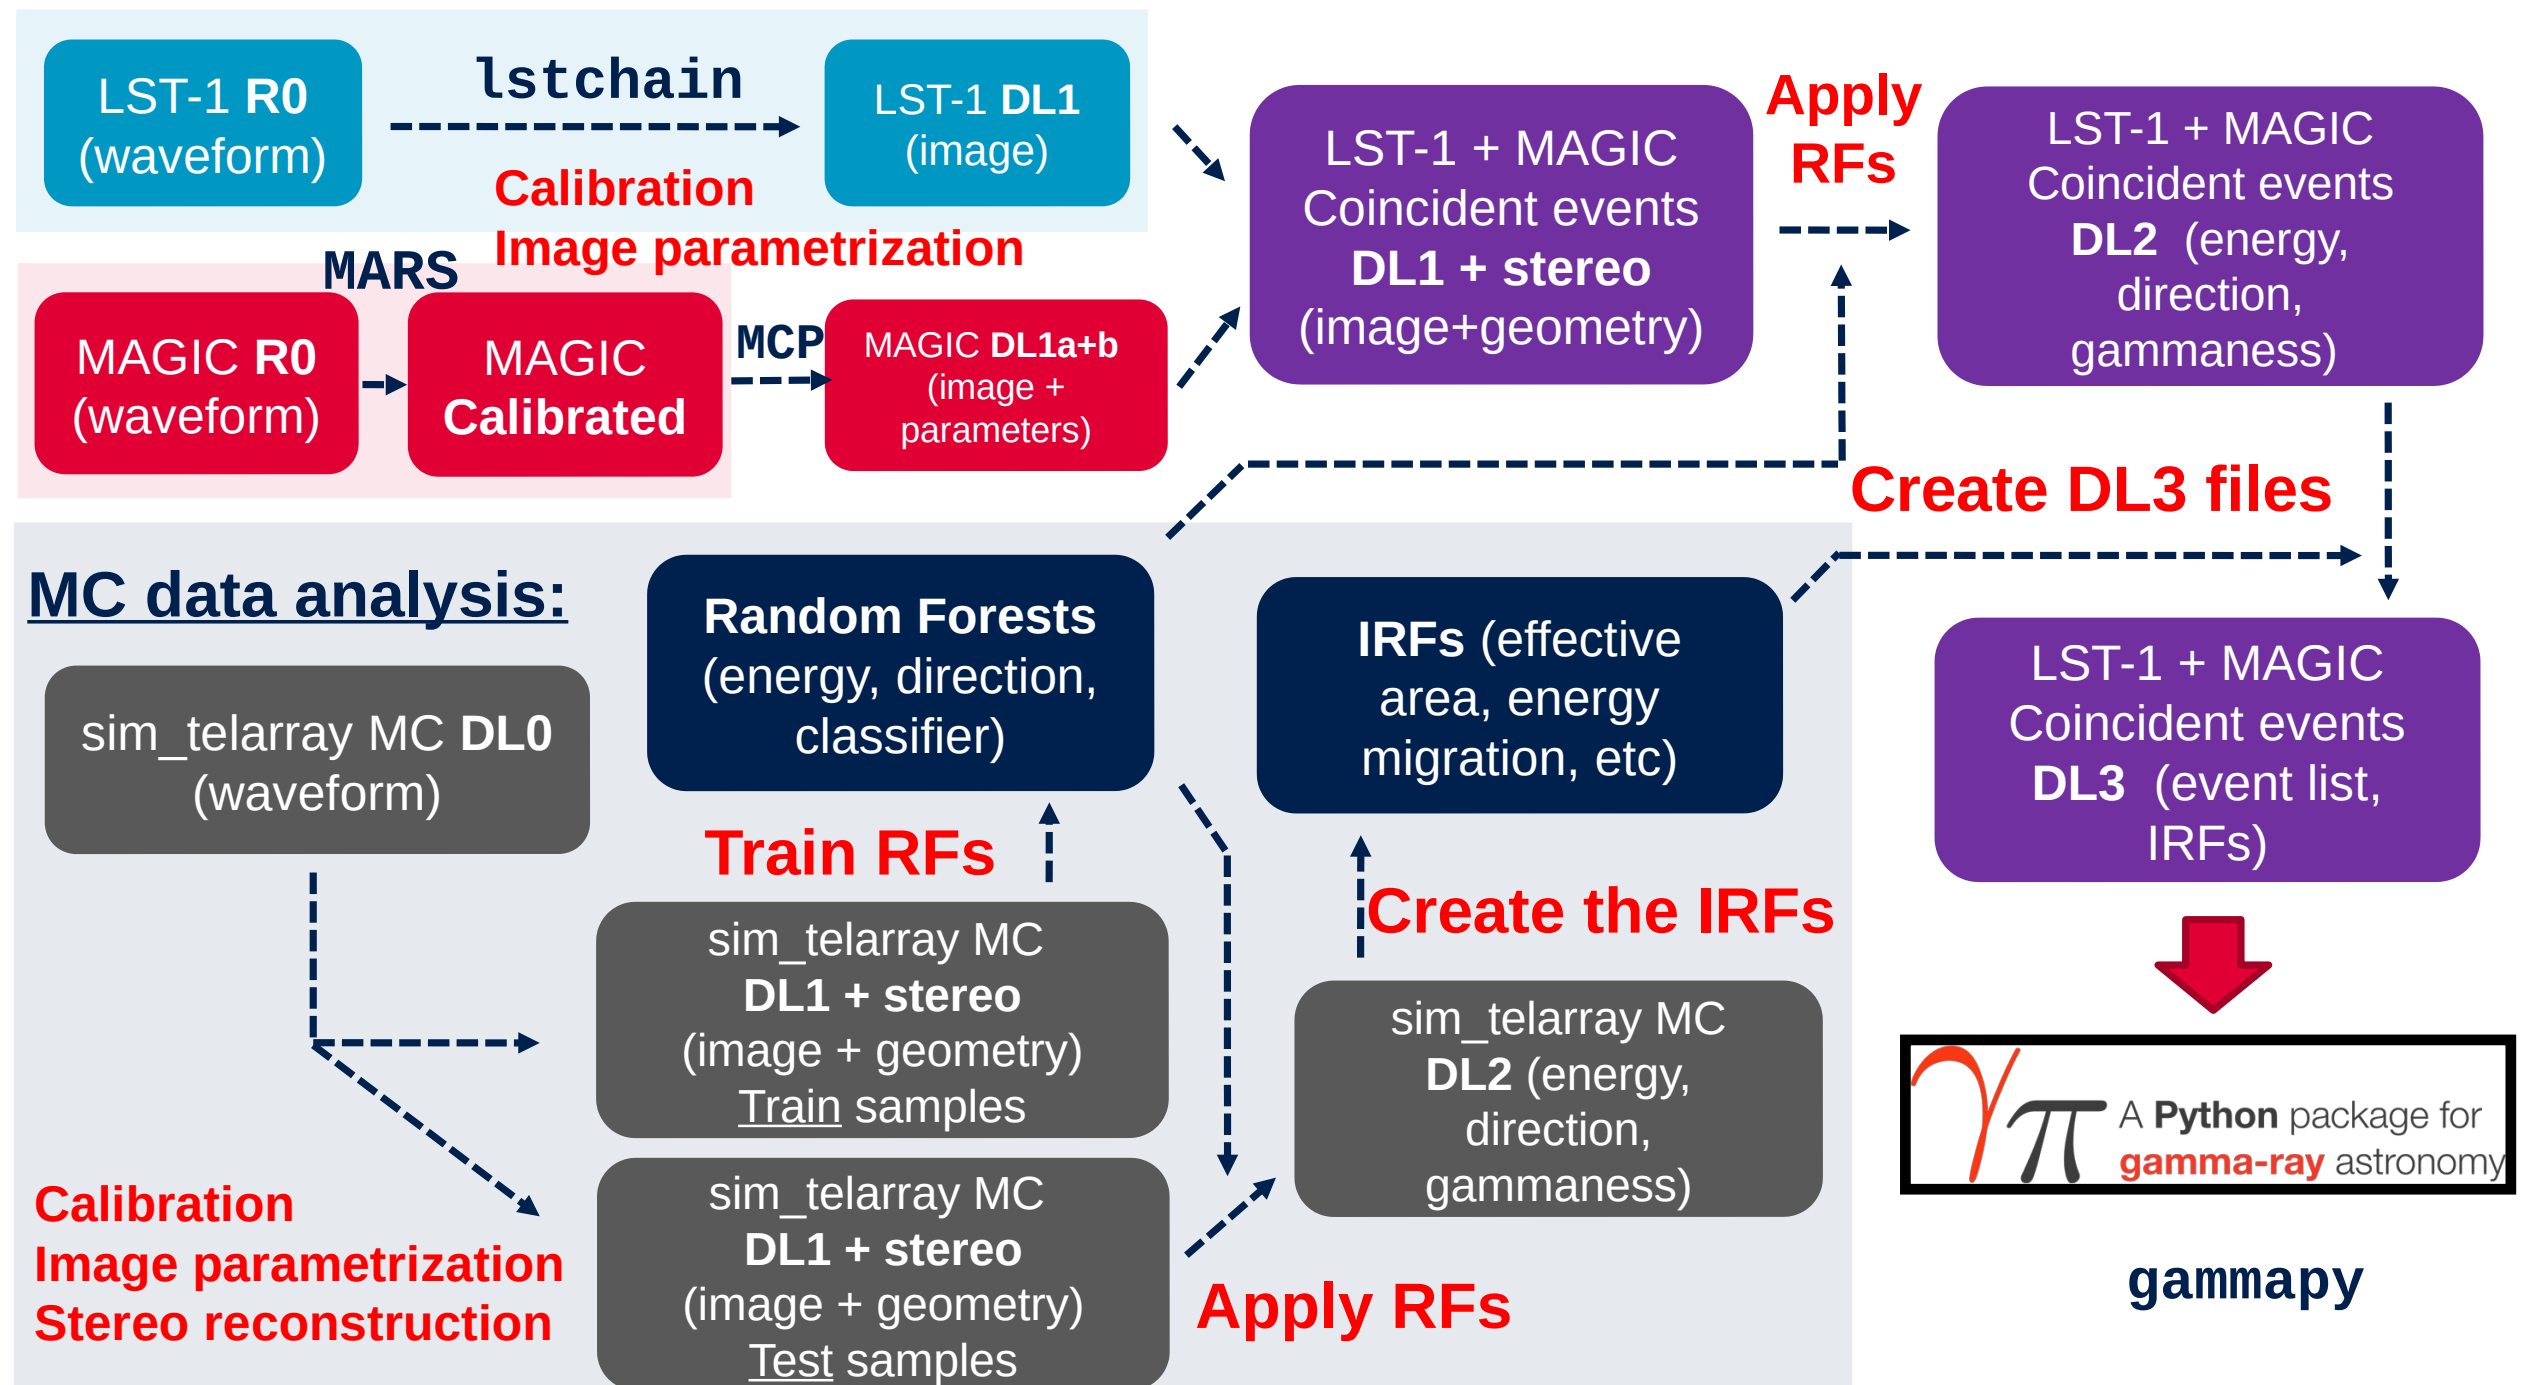 LST-1 R0
(waveform)
lstchain
LST-1 DL1
(image)
Calibration
Image parametrization
MARS
MAGIC R0
(waveform)
MAGIC
Calibrated
MCP
MAGIC DL1a+b
(image +
parameters)
LST-1 + MAGIC
Coincident events
DL1 + stereo
(image+geometry)
Apply
RFs
LST-1 + MAGIC
Coincident events
DL2 (energy,
direction,
gammaness)
Create DL3 files
MC data analysis:
sim_telarray MC DL0
(waveform)
Random Forests
(energy, direction,
classifier)
IRFs (effective
area, energy
migration, etc)
LST-1 + MAGIC
Coincident events
DL3 (event list,
IRFs)
Train RFs
Create the IRFs
sim_telarray MC
DL1 + stereo
(image + geometry)
Train samples
sim_telarray MC
DL2 (energy,
direction,
gammaness)
Calibration
Image parametrization
Stereo reconstruction
sim_telarray MC
DL1 + stereo
(image + geometry)
Test samples
Apply RFs
γπ A Python package for
gamma-ray astronomy
gammapy